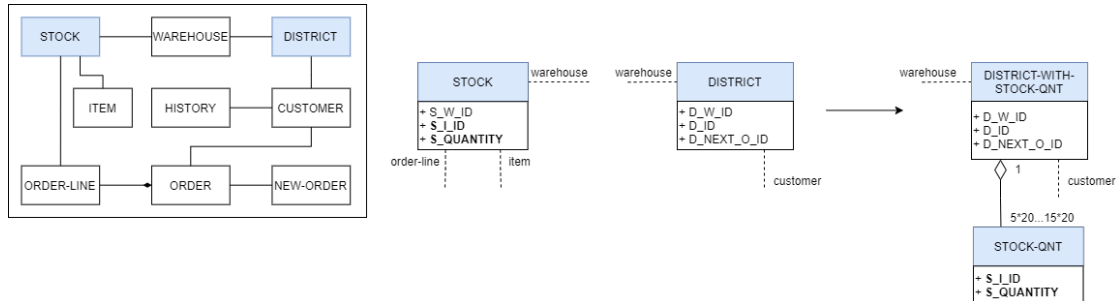 STOCK
WAREHOUSE
DISTRICT
ITEM
HISTORY
CUSTOMER
ORDER-LINE
ORDER
NEW-ORDER
STOCK
warehouse
+ S_W_ID
+ S_I_ID
+ S_QUANTITY
order-line
item
warehouse
DISTRICT
+ D_W_ID
+ D_ID
+ D_NEXT_O_ID
customer
warehouse
DISTRICT-WITH-
STOCK-QNT
+ D_W_ID
+ D_ID
+ D_NEXT_O_ID
1
customer
5*20...15*20
STOCK-QNT
+ S_I_ID
+ S_QUANTITY